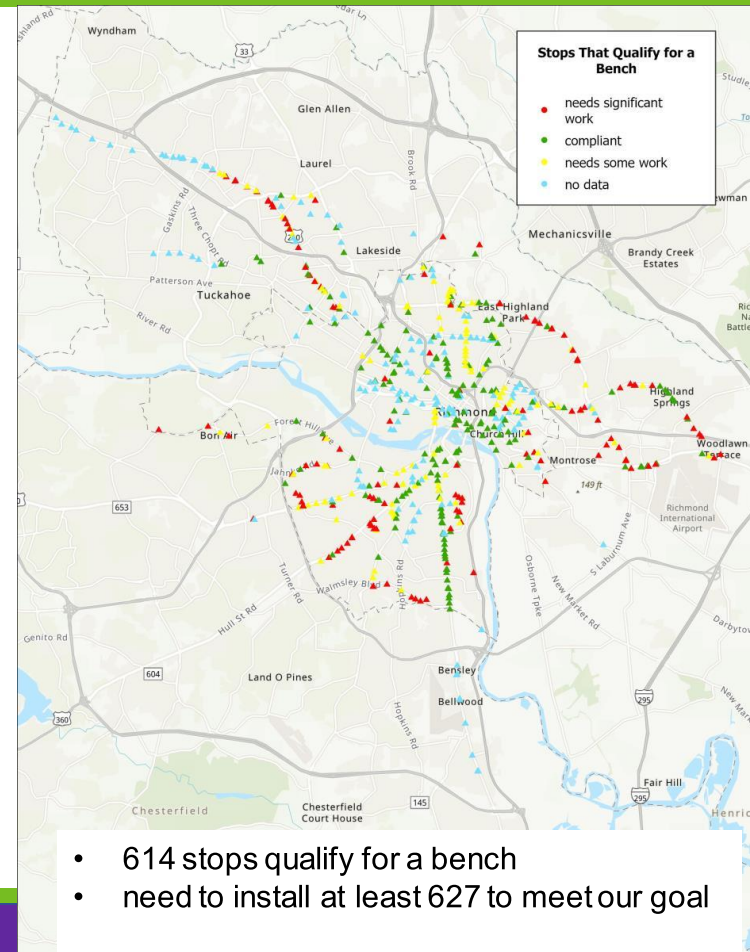 Wyndham
33
Stops That Qualify for a
Bench
needs significant
work
compliant
needs some work
no data
Glen Allen
Laurel
Brook Rd
Gaskins Rd
Three Chopt Rd
Lakeside
Mechanicsville
Brandy Creek
Estates
Patterson Ave
Tuckahoe
River Rd
East Highland
Park
Highland
Springs
Richmond
Church Hill
Bon Air
Woodlawn
Terrace
Montrose
149 ft
653
Richmond
International
Airport
S Laburnum Ave
Turner Rd
Walmsley Blvd
Hopkins Rd
Osborne Tpke
New Market Rd
Hull St Rd
Genito Rd
604
Land O Pines
Bensley
Bellwood
295
360
Hopkins Rd
Fair Hill
295
145
Chesterfield
Chesterfield
Court House
• 614 stops qualify for a bench
• need to install at least 627 to meet our goal